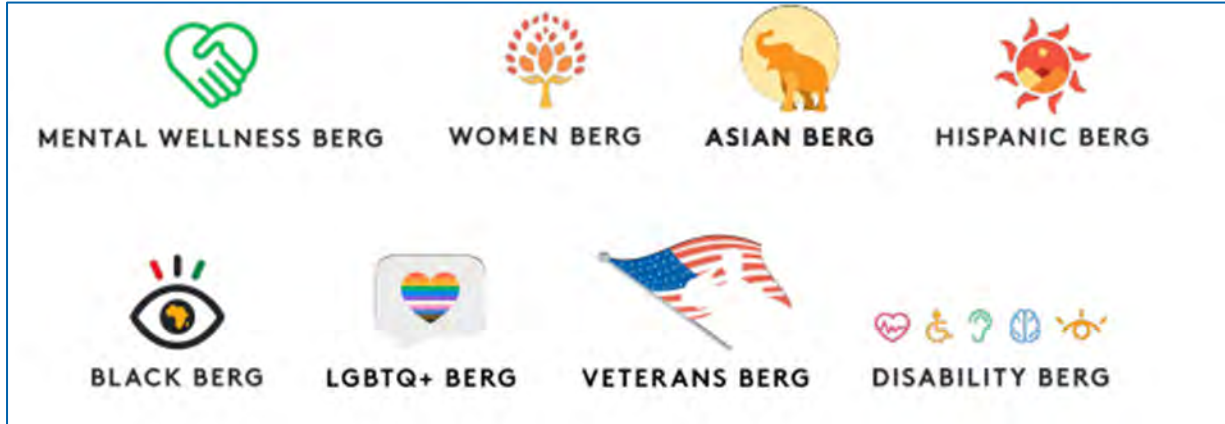 MENTAL WELLNESS BERG
WOMEN BERG
ASIAN BERG
HISPANIC BERG
BLACK BERG
LGBTQ+ BERG
VETERANS BERG
DISABILITY BERG